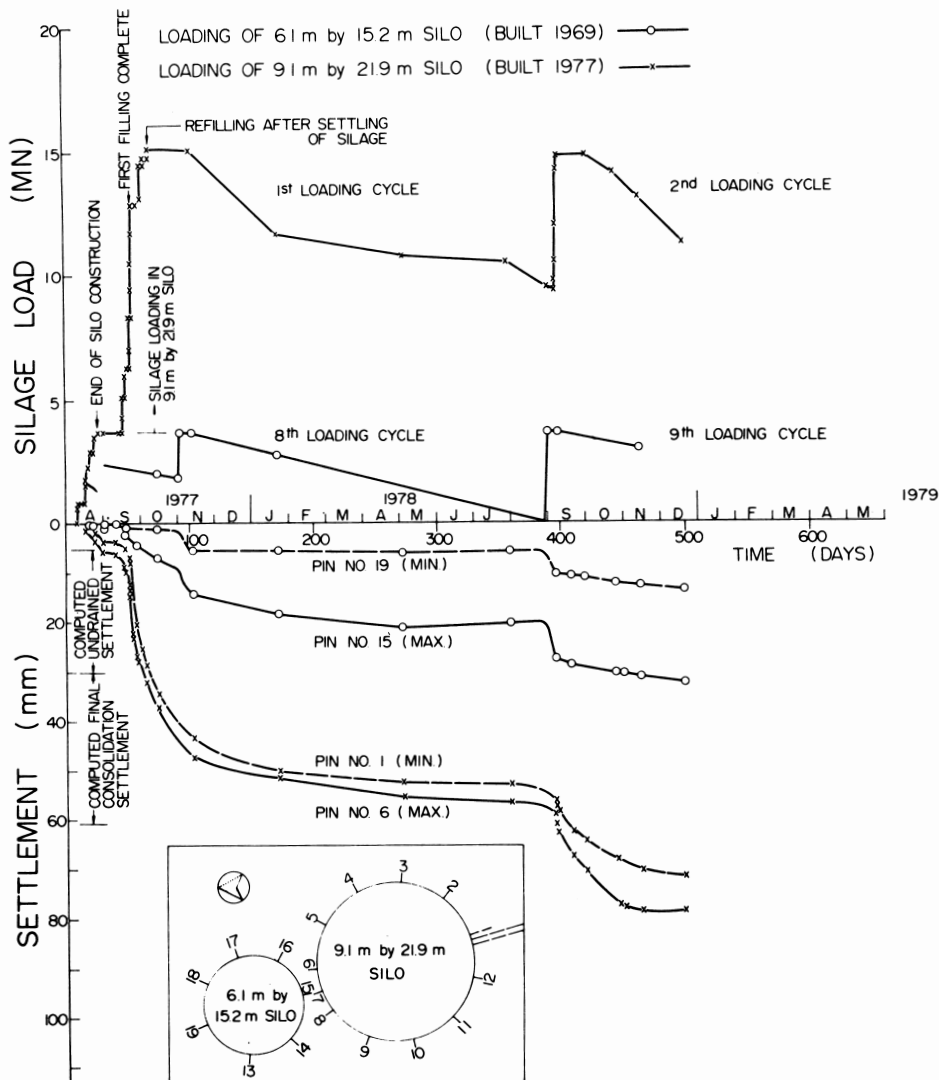 LOADING OF 6.1 m by 15.2 m SILO (BUILT 1969)
LOADING OF 9.1 m by 21.9 m SILO (BUILT 1977)
SILAGE LOAD (MN)
20
15
10
5
0
END OF SILO CONSTRUCTION
FIRST FILLING COMPLETE
SILAGE LOADING IN
9.1 m by 21.9 m SILO
REFILLING AFTER SETTLING
OF SILAGE
1st LOADING CYCLE
2nd LOADING CYCLE
8th LOADING CYCLE
9th LOADING CYCLE
1977
1978
1979
A S O N D J F M A M J J S O N D J F M A M
100 200 300 400 500 600
TIME (DAYS)
SETTLEMENT (mm)
20
40
60
80
100
COMPUTED
UNDRAINED
SETTLEMENT
COMPUTED FINAL
CONSOLIDATION
SETTLEMENT
PIN NO 19 (MIN.)
PIN NO. 15 (MAX.)
PIN NO. 1 (MIN.)
PIN NO. 6 (MAX.)
3
4
2
5
9.1 m by 21.9 m
SILO
17
16
6
12
18
15
7
6.1 m by
15.2 m SILO
8
11
19
14
9
10
13